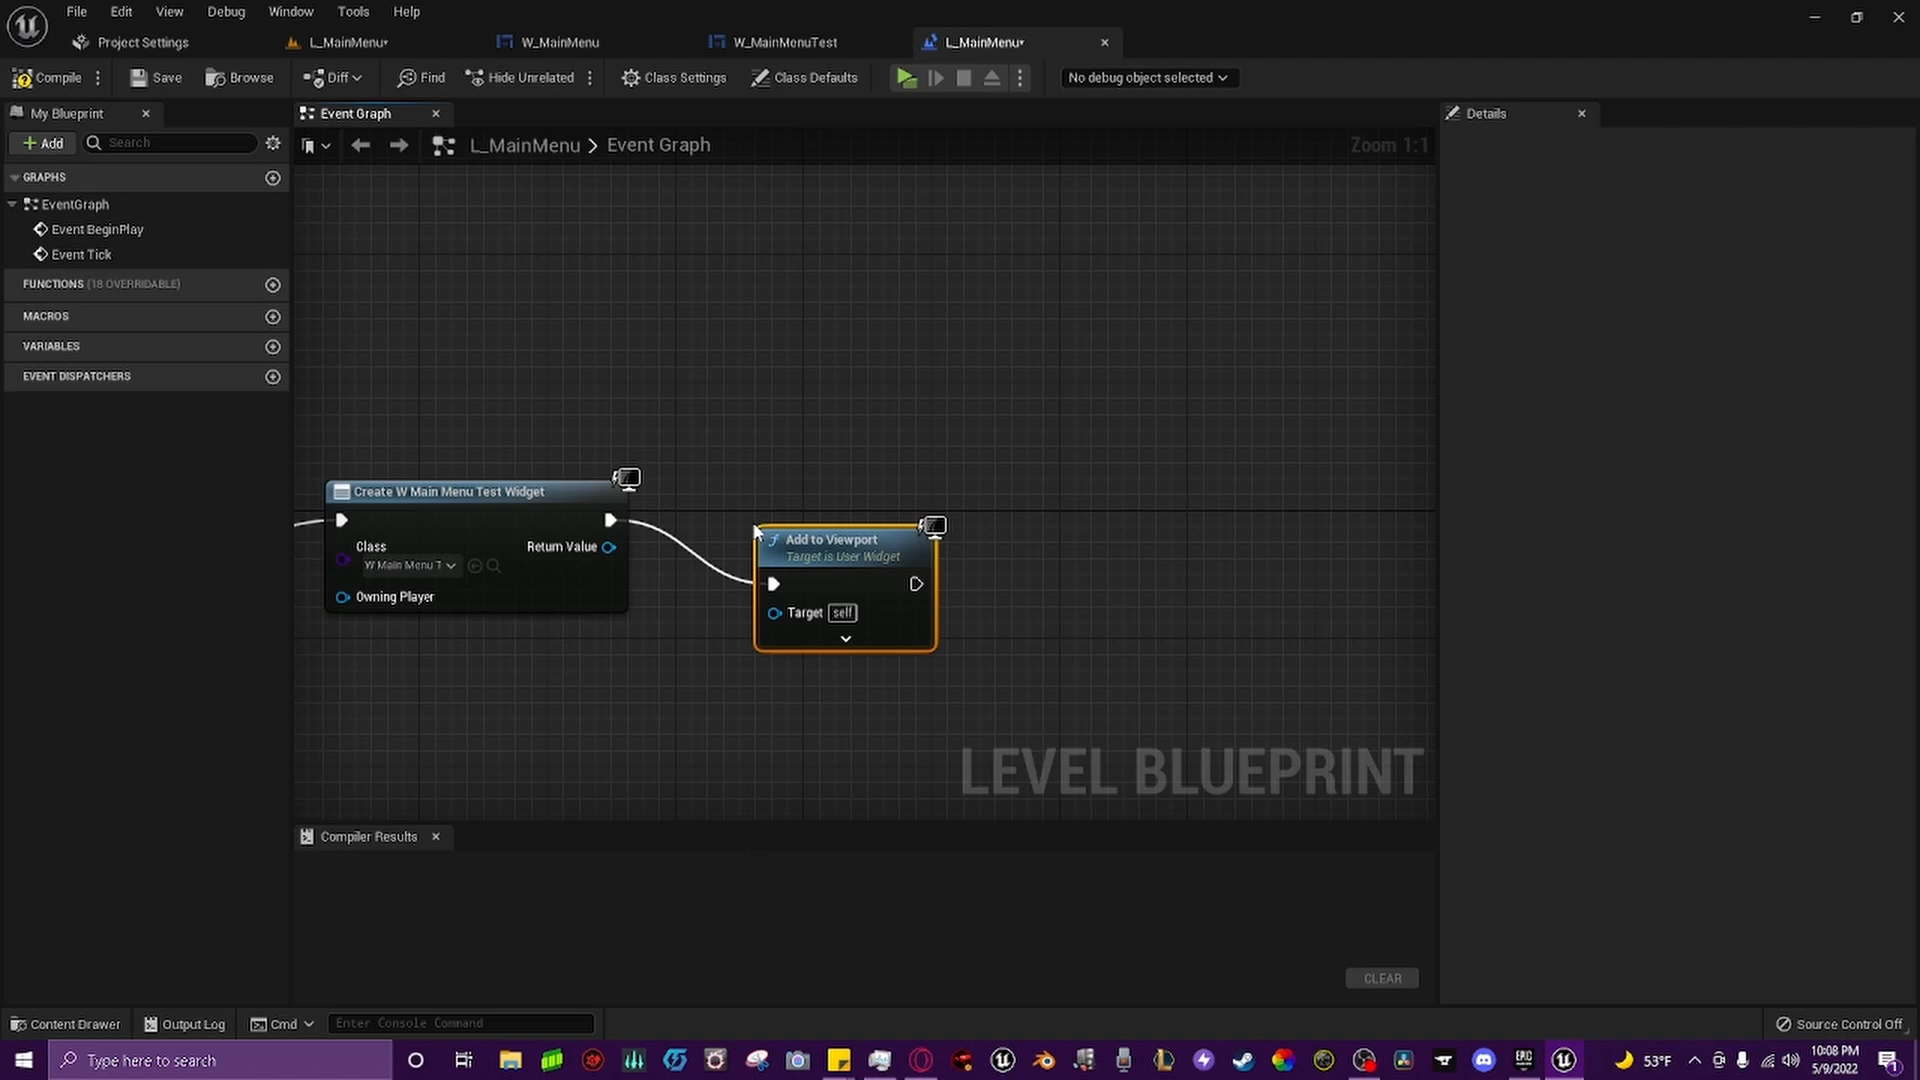 File Edit View Debug Window Tools Help
Project Settings L_MainMenu* W_MainMenu W_MainMenuTest L_MainMenu*
Compile Save Browse Diff Find Hide Unrelated Class Settings Class Defaults No debug object selected
My Blueprint Event Graph Details
Add Search L_MainMenu > Event Graph Zoom 1:1
GRAPHS
EventGraph
Event BeginPlay
Event Tick
FUNCTIONS (18 OVERRIDABLE)
MACROS
VARIABLES
EVENT DISPATCHERS
Create W Main Menu Test Widget
Class
W Main Menu T
Return Value
Owning Player
Add to Viewport
Target is User Widget
Target self
LEVEL BLUEPRINT
Compiler Results
CLEAR
Content Drawer Output Log Cmd Enter Console Command Source Control Off
Type here to search 53°F 10:08 PM
5/9/2022